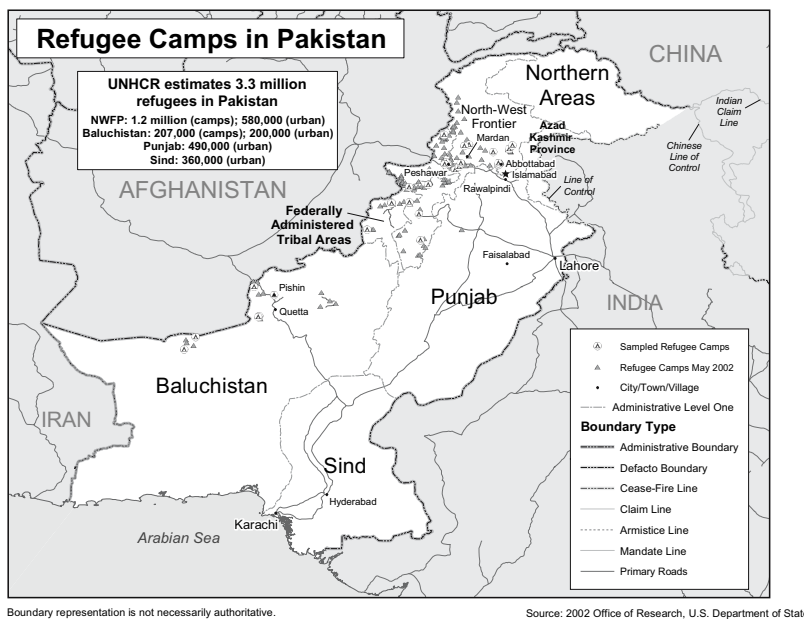 Refugee Camps in Pakistan
UNHCR estimates 3.3 million
refugees in Pakistan
NWFP: 1.2 million (camps); 580,000 (urban)
Baluchistan: 207,000 (camps); 200,000 (urban)
Punjab: 490,000 (urban)
Sind: 360,000 (urban)
CHINA
Northern
Areas
North-West
Frontier
Mardan
Azad
Kashmir
Province
Indian
Claim
Line
Chinese
Line of
Control
Abbottabad
Islamabad
Peshawar
Rawalpindi
Line of
Control
AFGHANISTAN
Federally
Administered
Tribal Areas
Faisalabad
Lahore
Pishin
Quetta
Punjab
INDIA
Baluchistan
IRAN
Sind
Hyderabad
Karachi
Arabian Sea
Sampled Refugee Camps
Refugee Camps May 2002
City/Town/Village
Administrative Level One
Boundary Type
Administrative Boundary
Defacto Boundary
Cease-Fire Line
Claim Line
Armistice Line
Mandate Line
Primary Roads
Boundary representation is not necessarily authoritative.
Source: 2002 Office of Research, U.S. Department of Stat